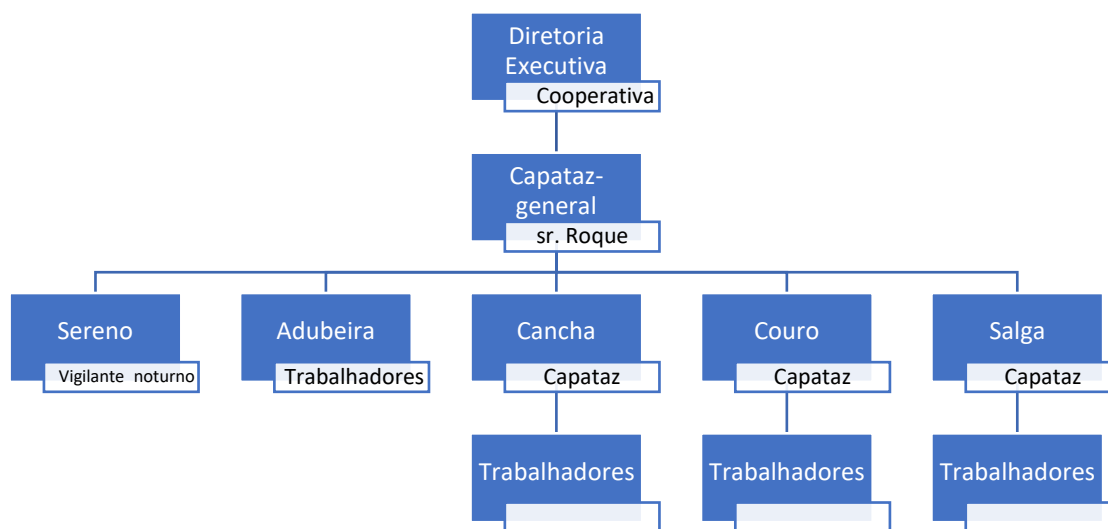 Diretoria
Executiva
Cooperativa
Capataz-
general
sr. Roque
Sereno
Vigilante noturno
Adubeira
Trabalhadores
Cancha
Capataz
Couro
Capataz
Salga
Capataz
Trabalhadores
Trabalhadores
Trabalhadores